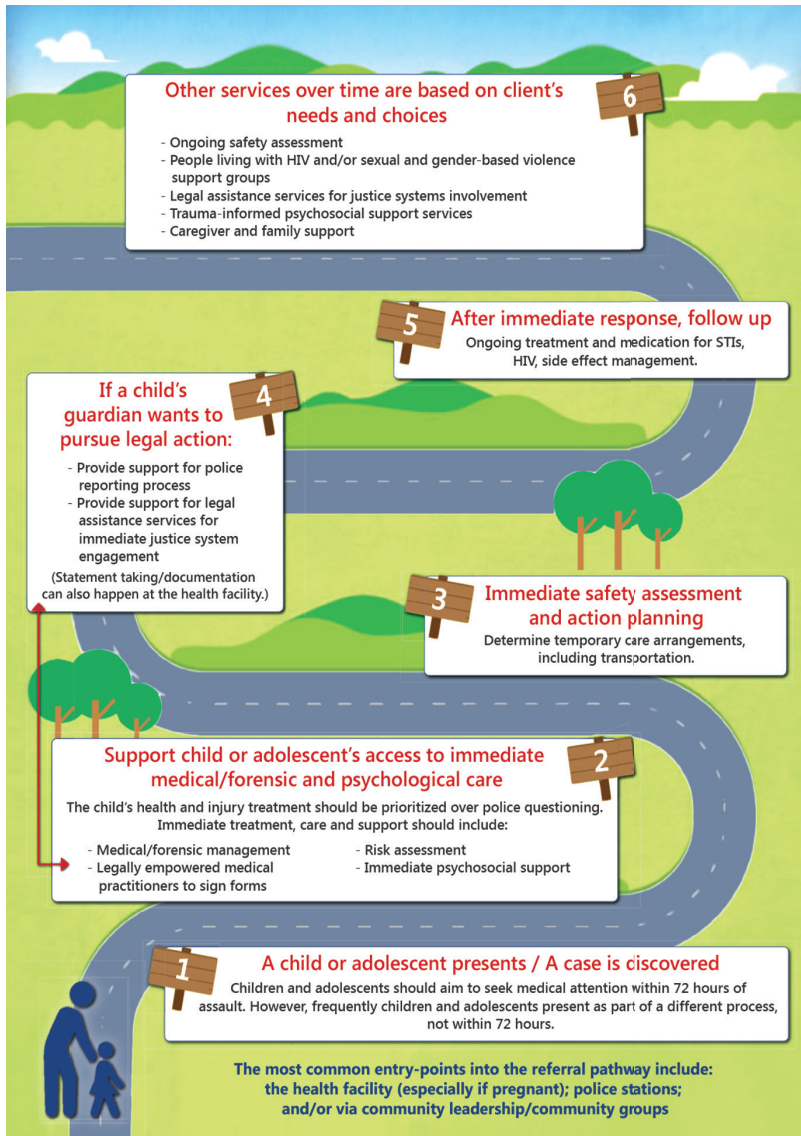 6
Other services over time are based on client's
needs and choices
- Ongoing safety assessment
- People living with HIV and/or sexual and gender-based violence
support groups
- Legal assistance services for justice systems involvement
- Trauma-informed psychosocial support services
- Caregiver and family support
5
After immediate response, follow up
Ongoing treatment and medication for STIs,
HIV, side effect management.
4
If a child's
guardian wants to
pursue legal action:
- Provide support for police
reporting process
- Provide support for legal
assistance services for
immediate justice system
engagement
(Statement taking/documentation
can also happen at the health facility.)
3
Immediate safety assessment
and action planning
Determine temporary care arrangements,
including transportation.
2
Support child or adolescent's access to immediate
medical/forensic and psychological care
The child's health and injury treatment should be prioritized over police questioning.
Immediate treatment, care and support should include:
- Medical/forensic management
- Legally empowered medical
practitioners to sign forms
- Risk assessment
- Immediate psychosocial support
1
A child or adolescent presents / A case is discovered
Children and adolescents should aim to seek medical attention within 72 hours of
assault. However, frequently children and adolescents present as part of a different process,
not within 72 hours.
The most common entry-points into the referral pathway include:
the health facility (especially if pregnant); police stations;
and/or via community leadership/community groups